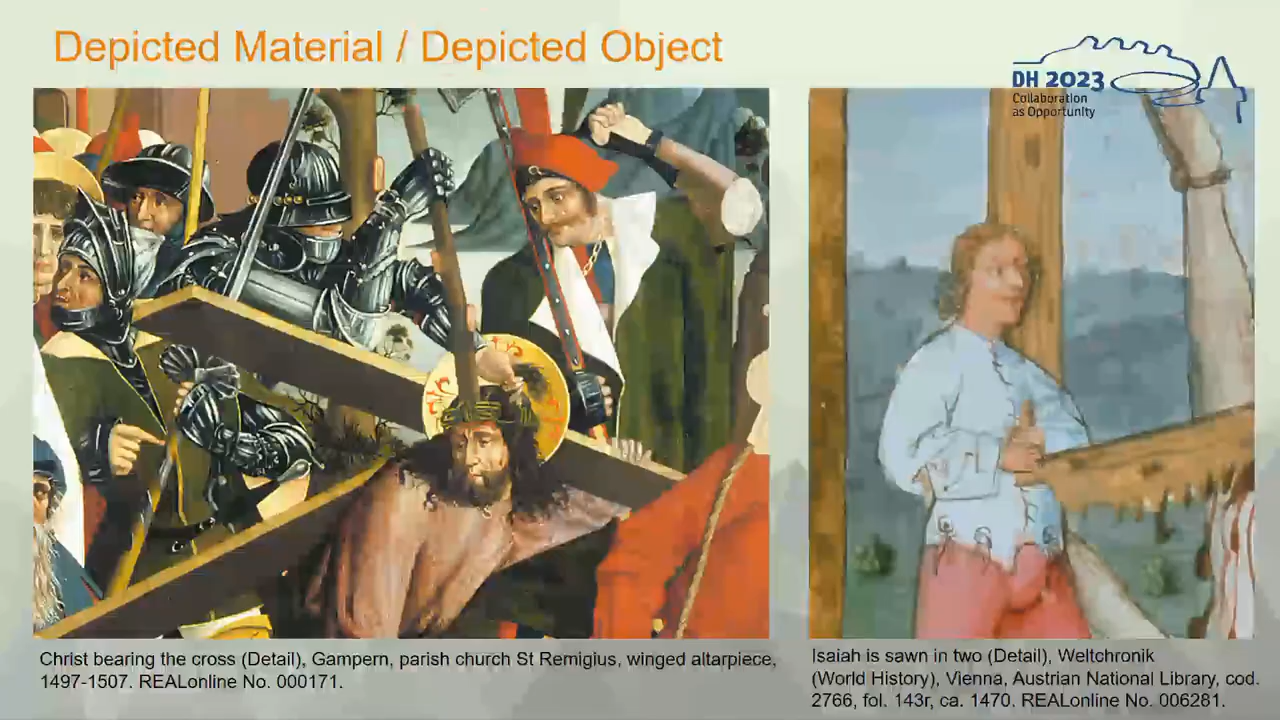 Depicted Material / Depicted Object
DH 2023
Collaboration
as Opportunity
Christ bearing the cross (Detail), Gampern, parish church St Remigius, winged altarpiece,
1497-1507. REALonline No. 000171.
Isaiah is sawn in two (Detail), Weltchronik
(World History), Vienna, Austrian National Library, cod.
2766, fol. 143r, ca. 1470. REALonline No. 006281.